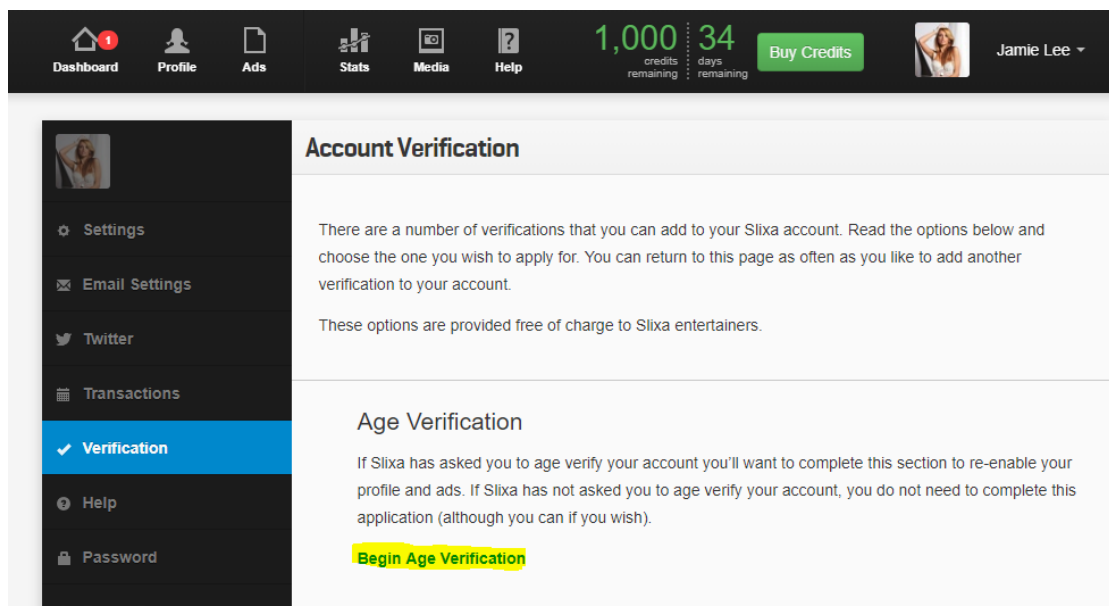 1
Dashboard
Profile
Ads
Stats
Media
Help
1,000
credits
remaining
34
days
remaining
Buy Credits
Jamie Lee
Account Verification
Settings
Email Settings
Twitter
Transactions
Verification
Help
Password
There are a number of verifications that you can add to your Slixa account. Read the options below and
choose the one you wish to apply for. You can return to this page as often as you like to add another
verification to your account.
These options are provided free of charge to Slixa entertainers.
Age Verification
If Slixa has asked you to age verify your account you'll want to complete this section to re-enable your
profile and ads. If Slixa has not asked you to age verify your account, you do not need to complete this
application (although you can if you wish).
Begin Age Verification